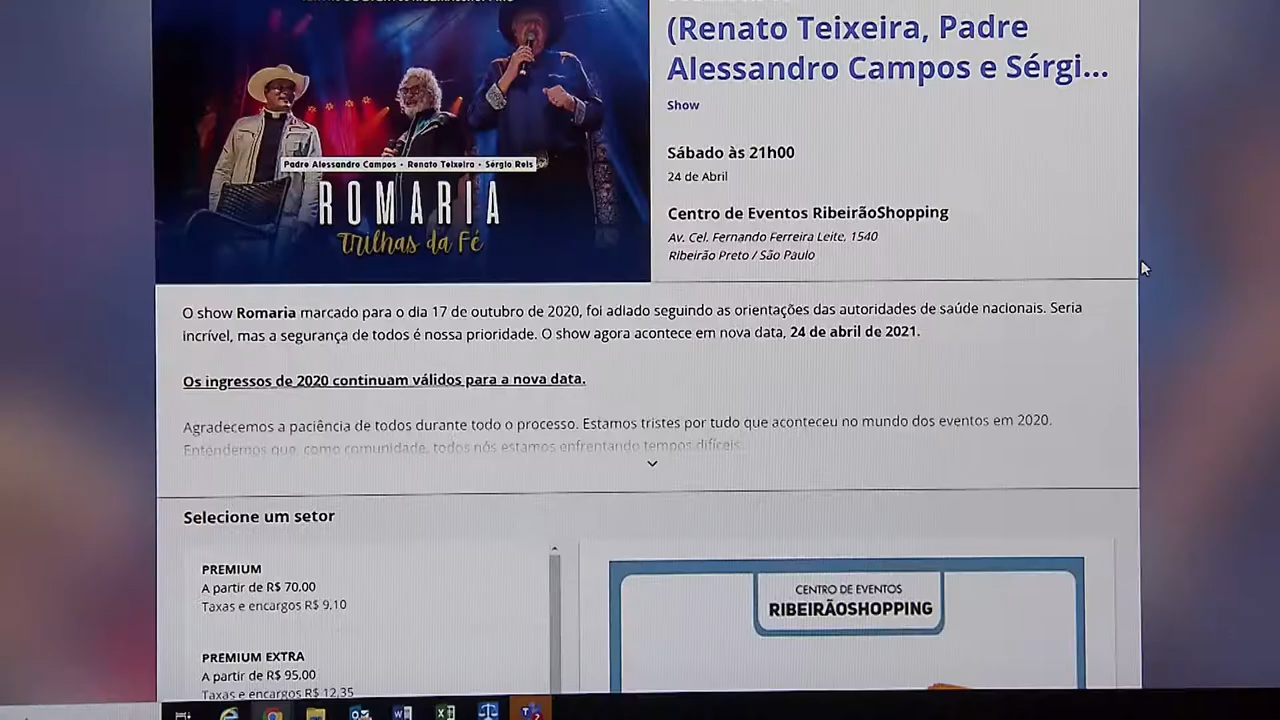 (Renato Teixeira, Padre
Alessandro Campos e Sérgi...
Show
Sábado às 21h00
24 de Abril
Centro de Eventos RibeirãoShopping
Av. Cel. Fernando Ferreira Leite, 1540
Ribeirão Preto / São Paulo
Padre Alessandro Campos - Renato Teixeira - Sérgio Reis
ROMARIA
Trilhas da Fé
O show Romaria marcado para o dia 17 de outubro de 2020, foi adiado seguindo as orientações das autoridades de saúde nacionais. Seria
incrível, mas a segurança de todos é nossa prioridade. O show agora acontece em nova data, 24 de abril de 2021.
Os ingressos de 2020 continuam válidos para a nova data.
Agradecemos a paciência de todos durante todo o processo. Estamos tristes por tudo que aconteceu no mundo dos eventos em 2020.
Entendemos que, como comunidade, todos nós estamos enfrentando tempos difíceis.
Selecione um setor
PREMIUM
A partir de R$ 70,00
Taxas e encargos R$ 9,10
PREMIUM EXTRA
A partir de R$ 95,00
Taxas e encargos R$ 12,35
CENTRO DE EVENTOS
RIBEIRÃOSHOPPING